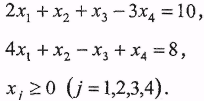 2x₁ + x₂ + x₃ − 3x₄ = 10,
4x₁ + x₂ − x₃ + x₄ = 8,
xⱼ ≥ 0 (j = 1,2,3,4).